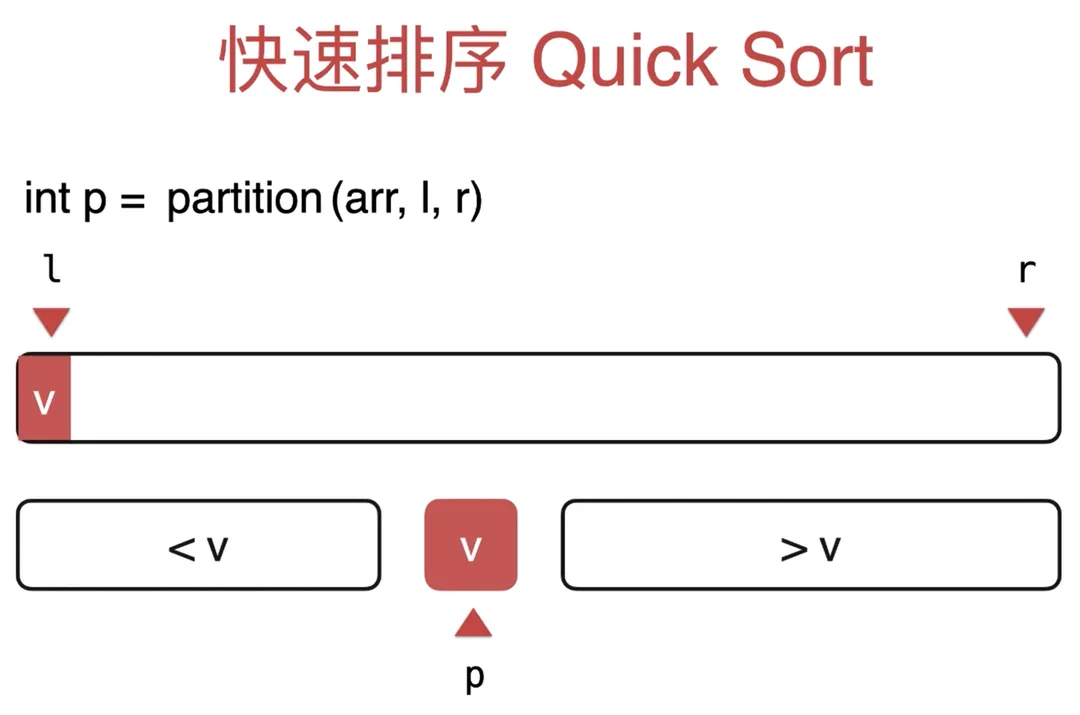 快速排序 Quick Sort
int p = partition (arr, l, r)
l r
v
< v v > v
p